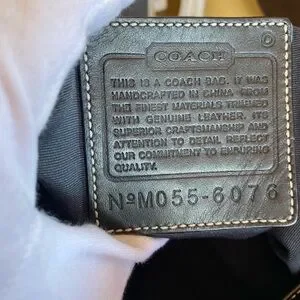 COACH
THIS IS A COACH BAG. IT WAS
HANDCRAFTED IN CHINA FROM
THE FINEST MATERIALS TRIMMED
WITH GENUINE LEATHER. ITS
SUPERIOR CRAFTSMANSHIP AND
ATTENTION TO DETAIL REFLECT
OUR COMMITMENT TO ENDURING
QUALITY.
NºM055-6076